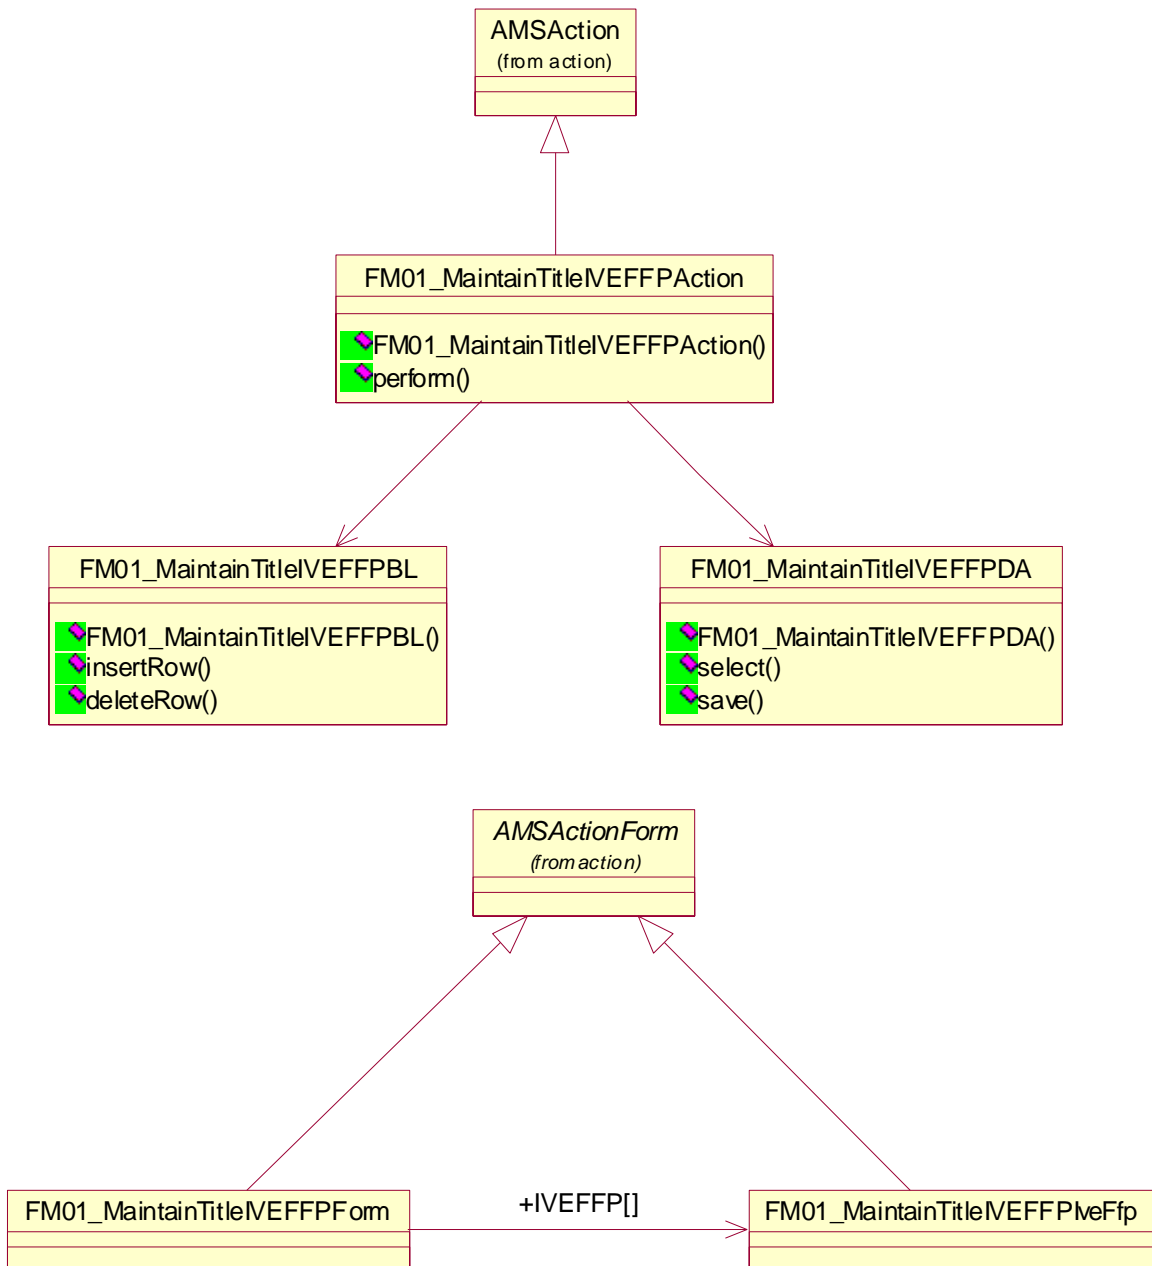 AMSAction
(from action)
FM01_MaintainTitleIVEFFPAction
FM01_MaintainTitleIVEFFPAction()
perform()
FM01_MaintainTitleIVEFFPBL
FM01_MaintainTitleIVEFFPBL()
insertRow()
deleteRow()
FM01_MaintainTitleIVEFFPDA
FM01_MaintainTitleIVEFFPDA()
select()
save()
AMSActionForm
(from action)
FM01_MaintainTitleIVEFFPForm
+IVEFFP[]
FM01_MaintainTitleIVEFFPIveFfp